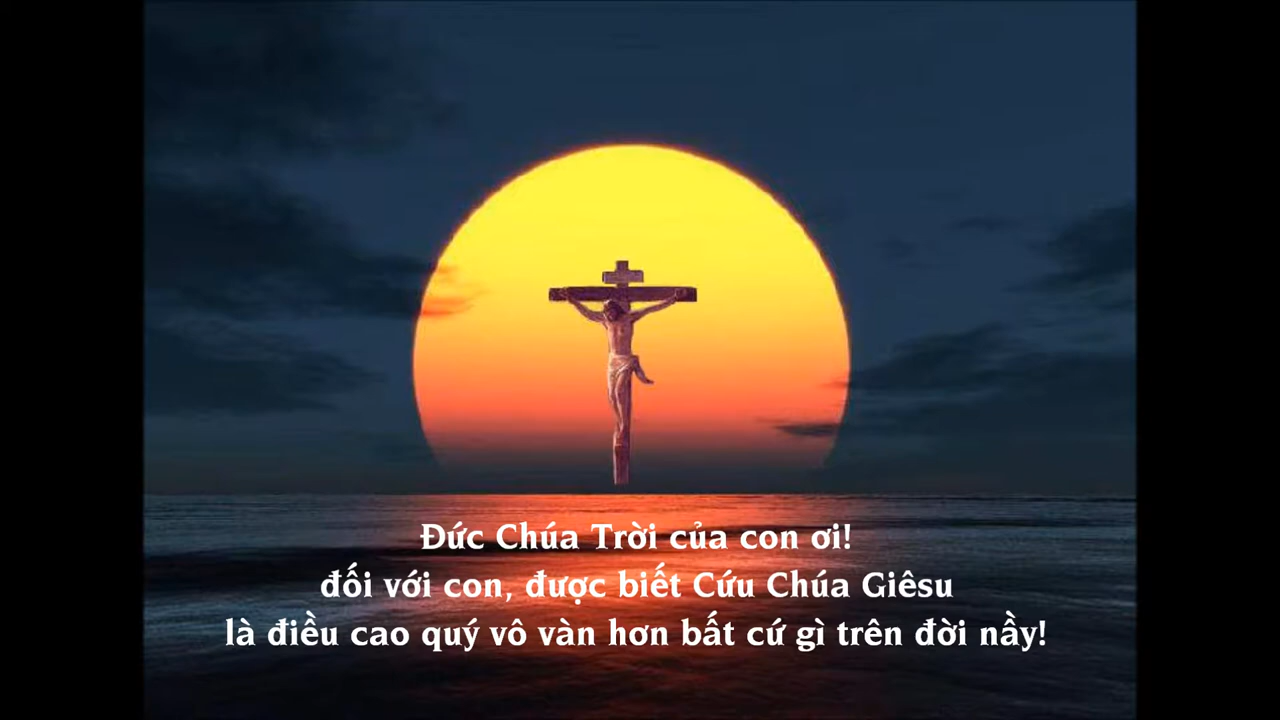 Đức Chúa Trời của con ơi!
đối với con, được biết Cứu Chúa Giêsu
là điều cao quý vô vàn hơn bất cứ gì trên đời nầy!